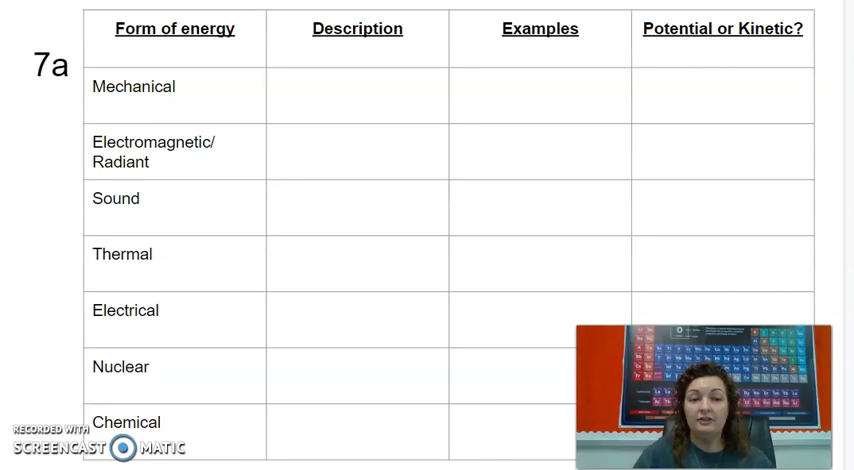 Form of energy
Description
Examples
Potential or Kinetic?
7a
Mechanical
Electromagnetic/
Radiant
Sound
Thermal
Electrical
Nuclear
Chemical
RECORDED WITH
SCREENCAST MATIC